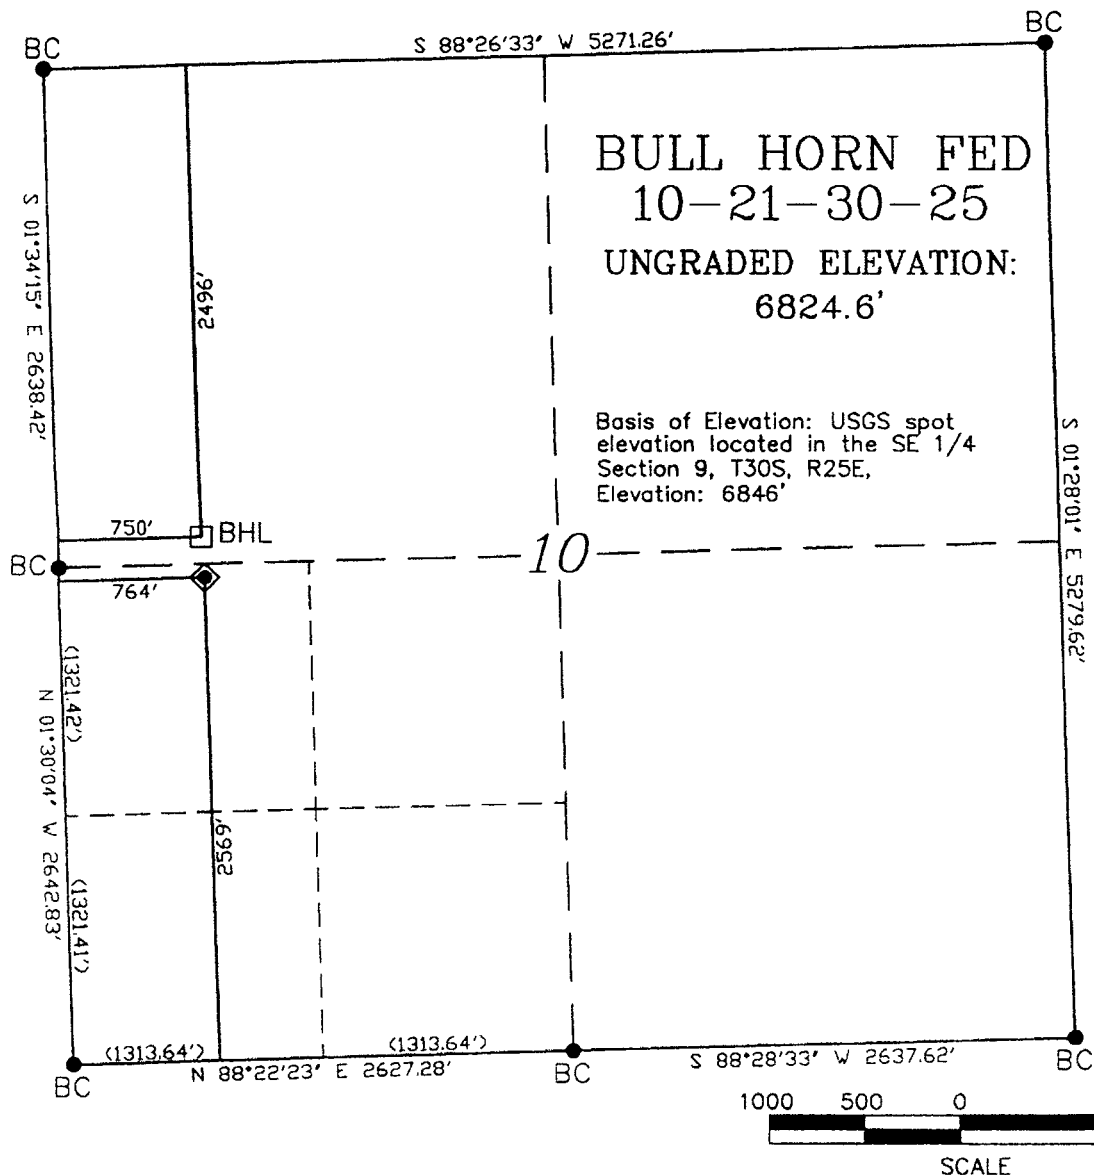 BC
S 88°26'33" W 5271.26'
BC
BULL HORN FED
10-21-30-25
UNGRADED ELEVATION:
6824.6'
S 01°34'15" E 2638.42'
2496'
Basis of Elevation: USGS spot
elevation located in the SE 1/4
Section 9, T30S, R25E,
Elevation: 6846'
S 01°28'01" E 5279.62'
750'
BHL
10
BC
764'
(1321.42')
N 01°30'04" W 2642.83'
2569'
(1321.41')
(1313.64')
(1313.64')
N 88°22'23" E 2627.28'
S 88°28'33" W 2637.62'
BC
BC
BC
1000 500 0
SCALE